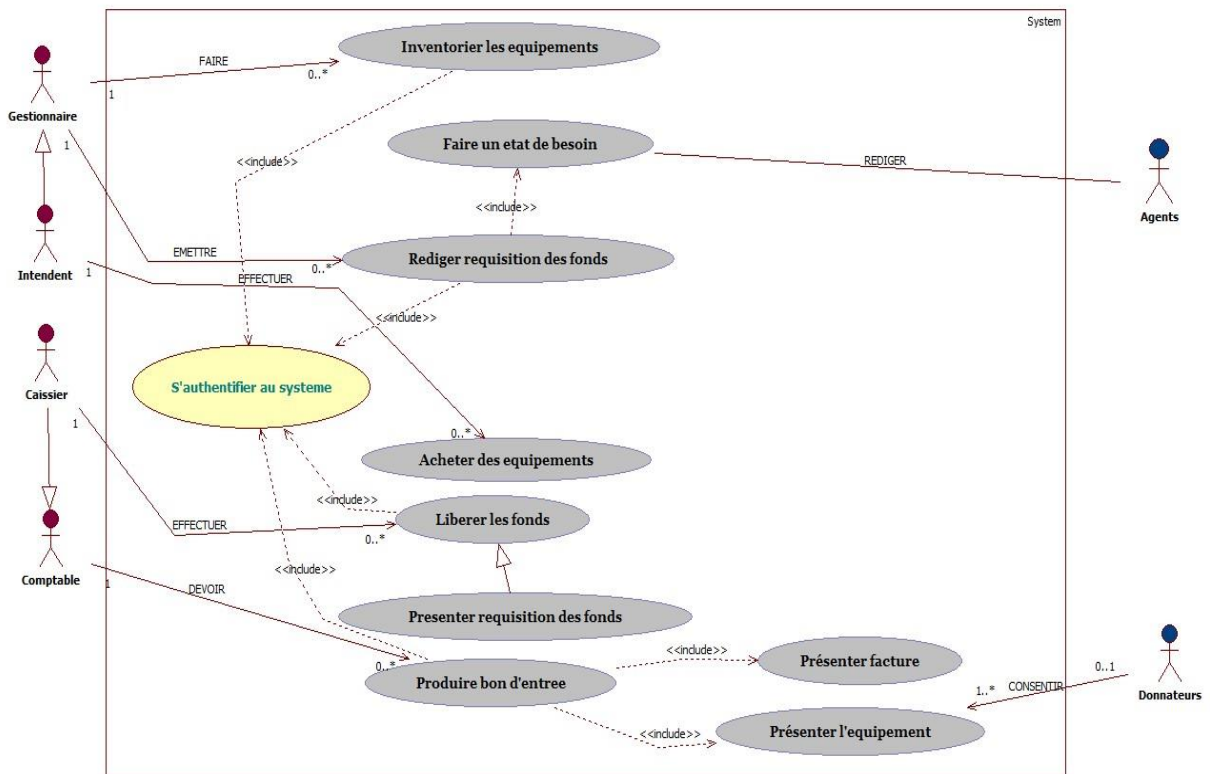 System
Inventorier les equipements
FAIRE
0..*
1
Gestionnaire
1
Faire un etat de besoin
<<include>>
REDIGER
Agents
<<include>>
EMETTRE
0..*
Rediger requisition des fonds
Intendent
1
EFFECTUER
<<include>>
S'authentifier au systeme
Caissier
1
0..*
Acheter des equipements
<<include>>
EFFECTUER
0..*
Liberer les fonds
Comptable
1
DEVOIR
<<include>>
Presenter requisition des fonds
<<include>>
0..*
Produire bon d'entree
Présenter facture
0..1
1..*
CONSENTIR
Donnateurs
<<include>>
Présenter l'equipement